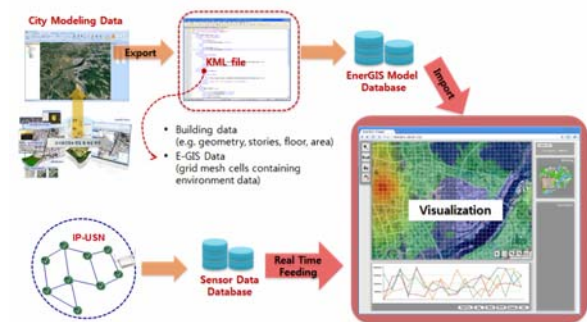 City Modeling Data
Export
KML file
EnerGIS Model
Database
Import
• Building data
(e.g. geometry, stories, floor, area)
• E-GIS Data
(grid mesh cells containing
environment data)
Visualization
IP-USN
Sensor Data
Database
Real Time
Feeding